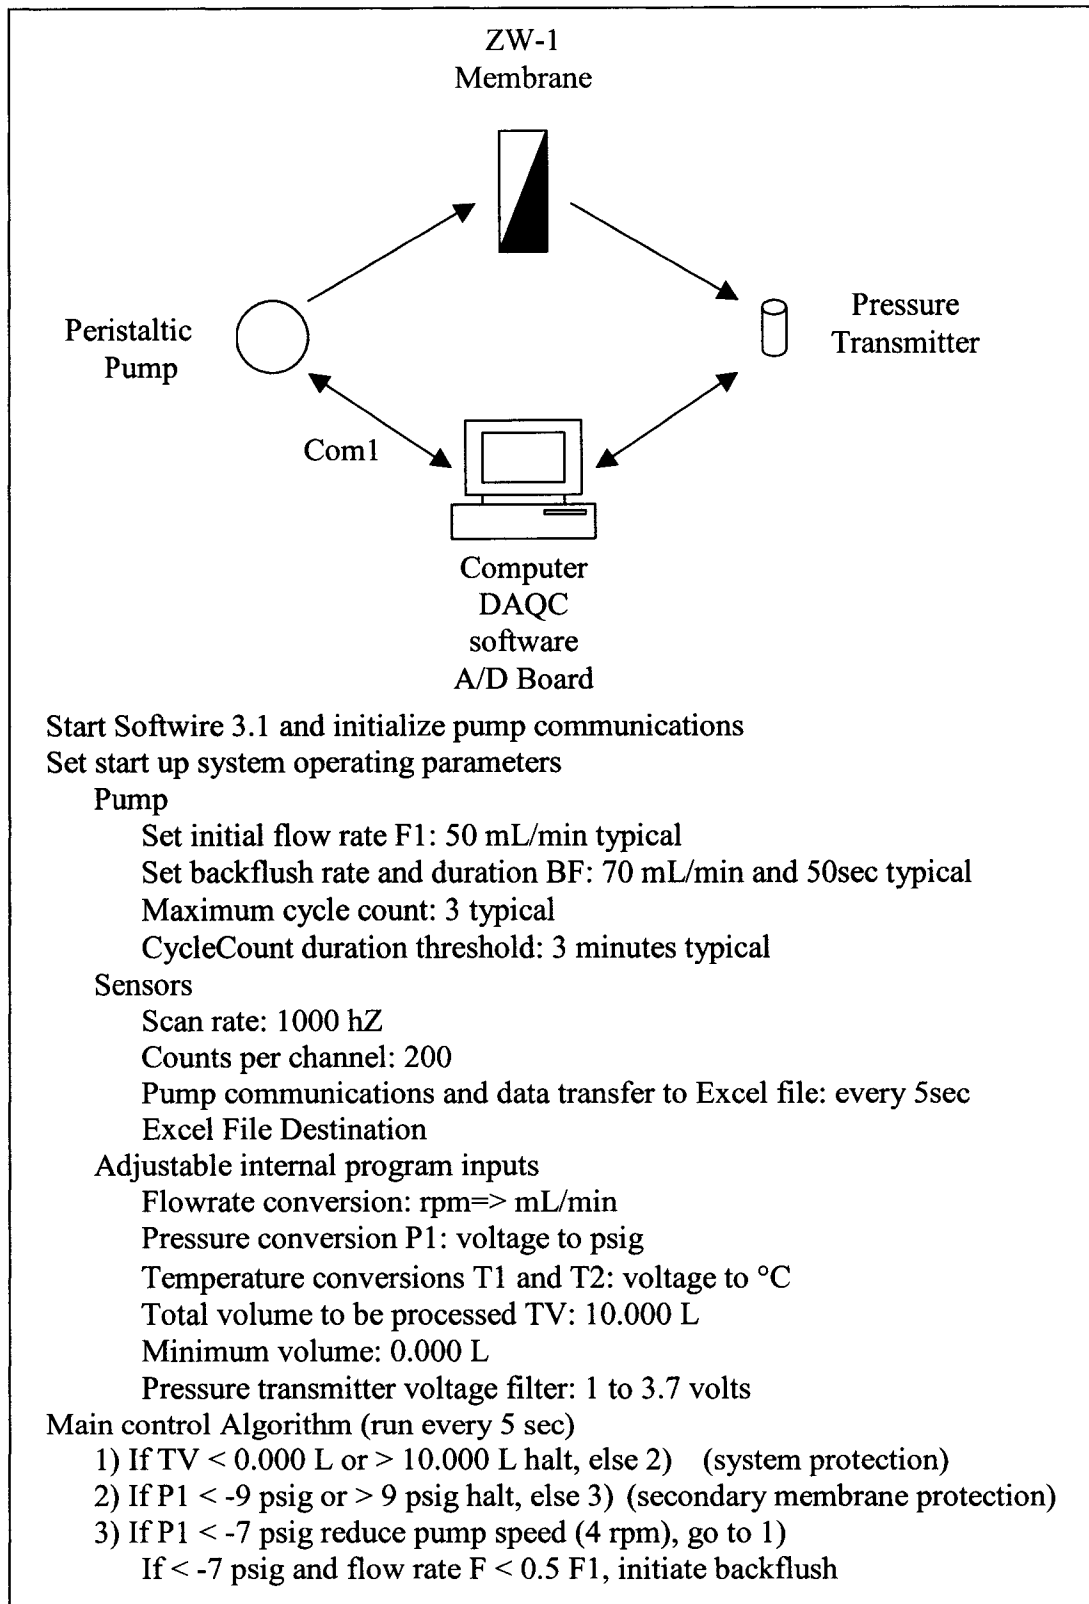 ZW-1
Membrane
Peristaltic
Pump
Pressure
Transmitter
Com1
Computer
DAQC
software
A/D Board
Start Softwire 3.1 and initialize pump communications
Set start up system operating parameters
Pump
Set initial flow rate F1: 50 mL/min typical
Set backflush rate and duration BF: 70 mL/min and 50sec typical
Maximum cycle count: 3 typical
CycleCount duration threshold: 3 minutes typical
Sensors
Scan rate: 1000 hZ
Counts per channel: 200
Pump communications and data transfer to Excel file: every 5sec
Excel File Destination
Adjustable internal program inputs
Flowrate conversion: rpm=> mL/min
Pressure conversion P1: voltage to psig
Temperature conversions T1 and T2: voltage to °C
Total volume to be processed TV: 10.000 L
Minimum volume: 0.000 L
Pressure transmitter voltage filter: 1 to 3.7 volts
Main control Algorithm (run every 5 sec)
1) If TV < 0.000 L or > 10.000 L halt, else 2) (system protection)
2) If P1 < -9 psig or > 9 psig halt, else 3) (secondary membrane protection)
3) If P1 < -7 psig reduce pump speed (4 rpm), go to 1)
If < -7 psig and flow rate F < 0.5 F1, initiate backflush